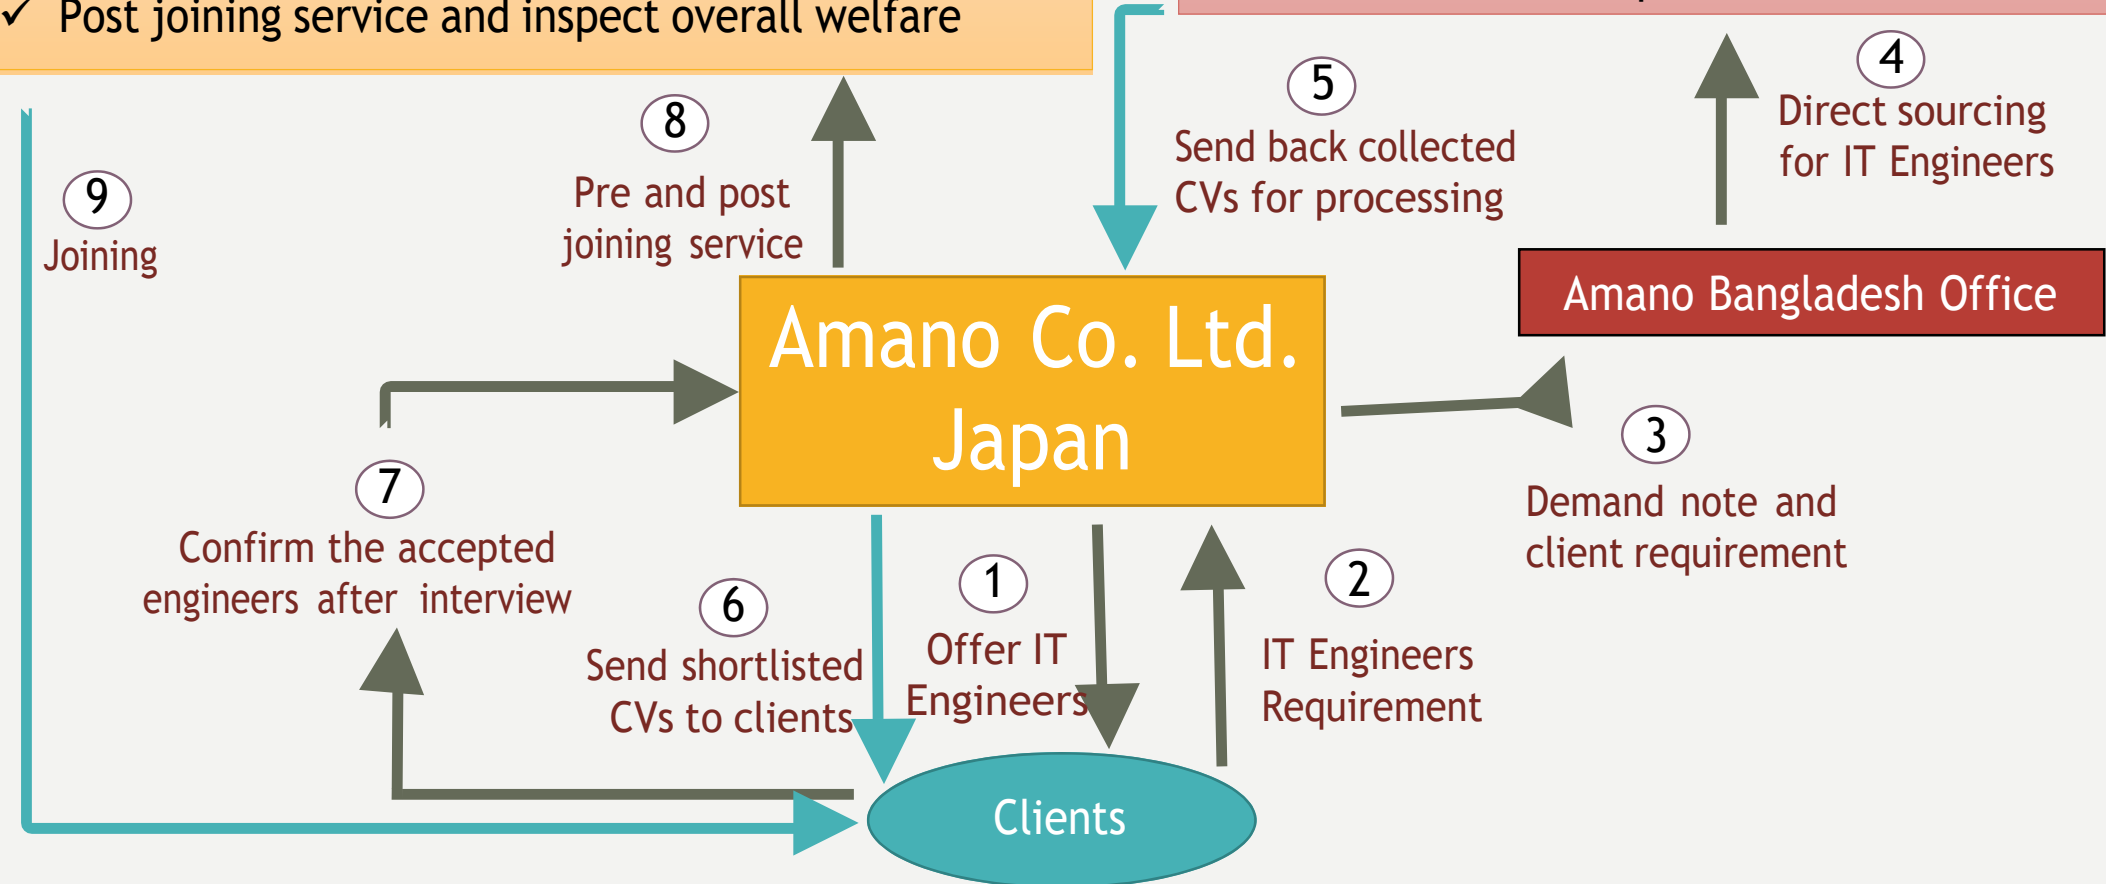 ✓ Post joining service and inspect overall welfare
4
Direct sourcing
for IT Engineers
5
Send back collected
CVs for processing
8
Pre and post
joining service
9
Joining
Amano Bangladesh Office
Amano Co. Ltd.
Japan
3
Demand note and
client requirement
7
Confirm the accepted
engineers after interview
6
Send shortlisted
CVs to clients
1
Offer IT
Engineers
2
IT Engineers
Requirement
Clients